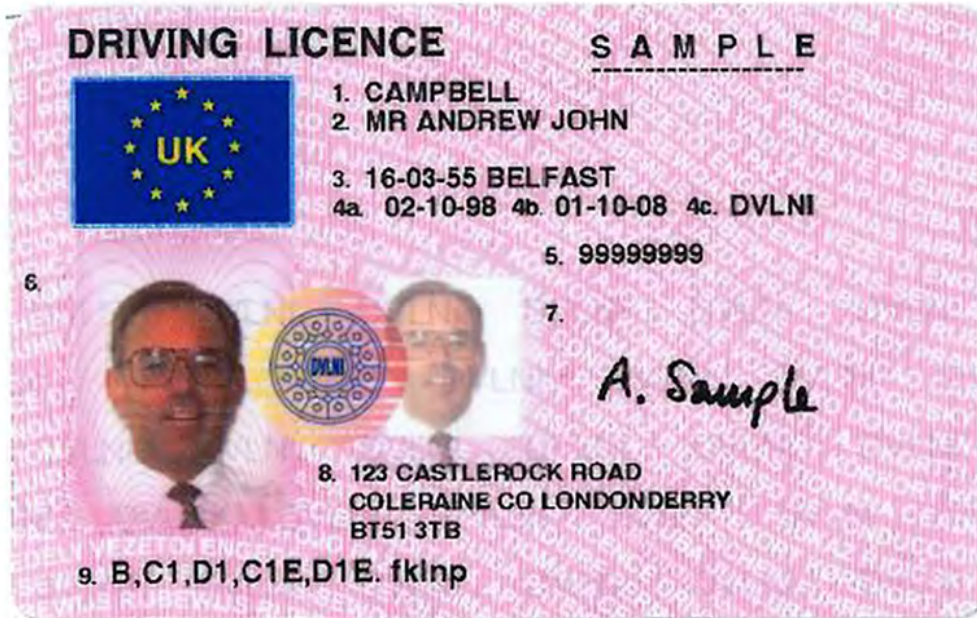 DRIVING LICENCE
SAMPLE
UK
1. CAMPBELL
2. MR ANDREW JOHN
3. 16-03-55 BELFAST
4a. 02-10-98 4b. 01-10-08 4c. DVLNI
5. 99999999
6.
7.
DVLNI
A. Sample
8. 123 CASTLEROCK ROAD
COLERAINE CO LONDONDERRY
BT51 3TB
9. B,C1,D1,C1E,D1E. fklnp